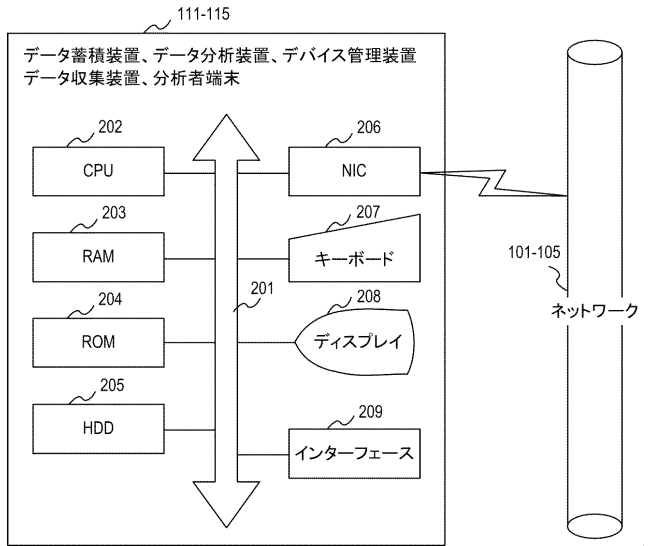 111-115
データ蓄積装置、データ分析装置、デバイス管理装置
データ収集装置、分析者端末
202
CPU
203
RAM
204
ROM
205
HDD
201
206
NIC
207
キーボード
208
ディスプレイ
209
インターフェース
101-105
ネットワーク